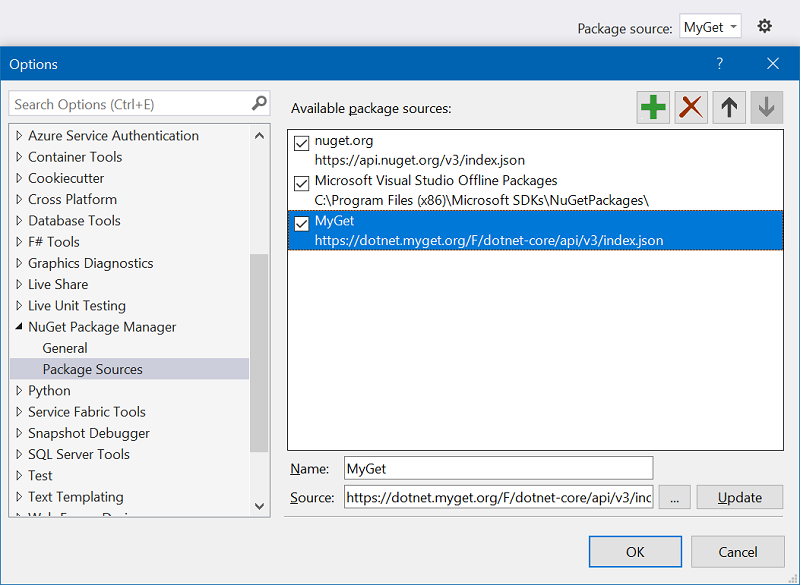 Package source: MyGet
Options
?
Search Options (Ctrl+E)
Azure Service Authentication
Container Tools
Cookiecutter
Cross Platform
Database Tools
F# Tools
Graphics Diagnostics
Live Share
Live Unit Testing
NuGet Package Manager
General
Package Sources
Python
Service Fabric Tools
Snapshot Debugger
SQL Server Tools
Test
Text Templating
Available package sources:
nuget.org
https://api.nuget.org/v3/index.json
Microsoft Visual Studio Offline Packages
C:\Program Files (x86)\Microsoft SDKs\NuGetPackages\
MyGet
https://dotnet.myget.org/F/dotnet-core/api/v3/index.json
Name: MyGet
Source: https://dotnet.myget.org/F/dotnet-core/api/v3/inc ... Update
OK Cancel